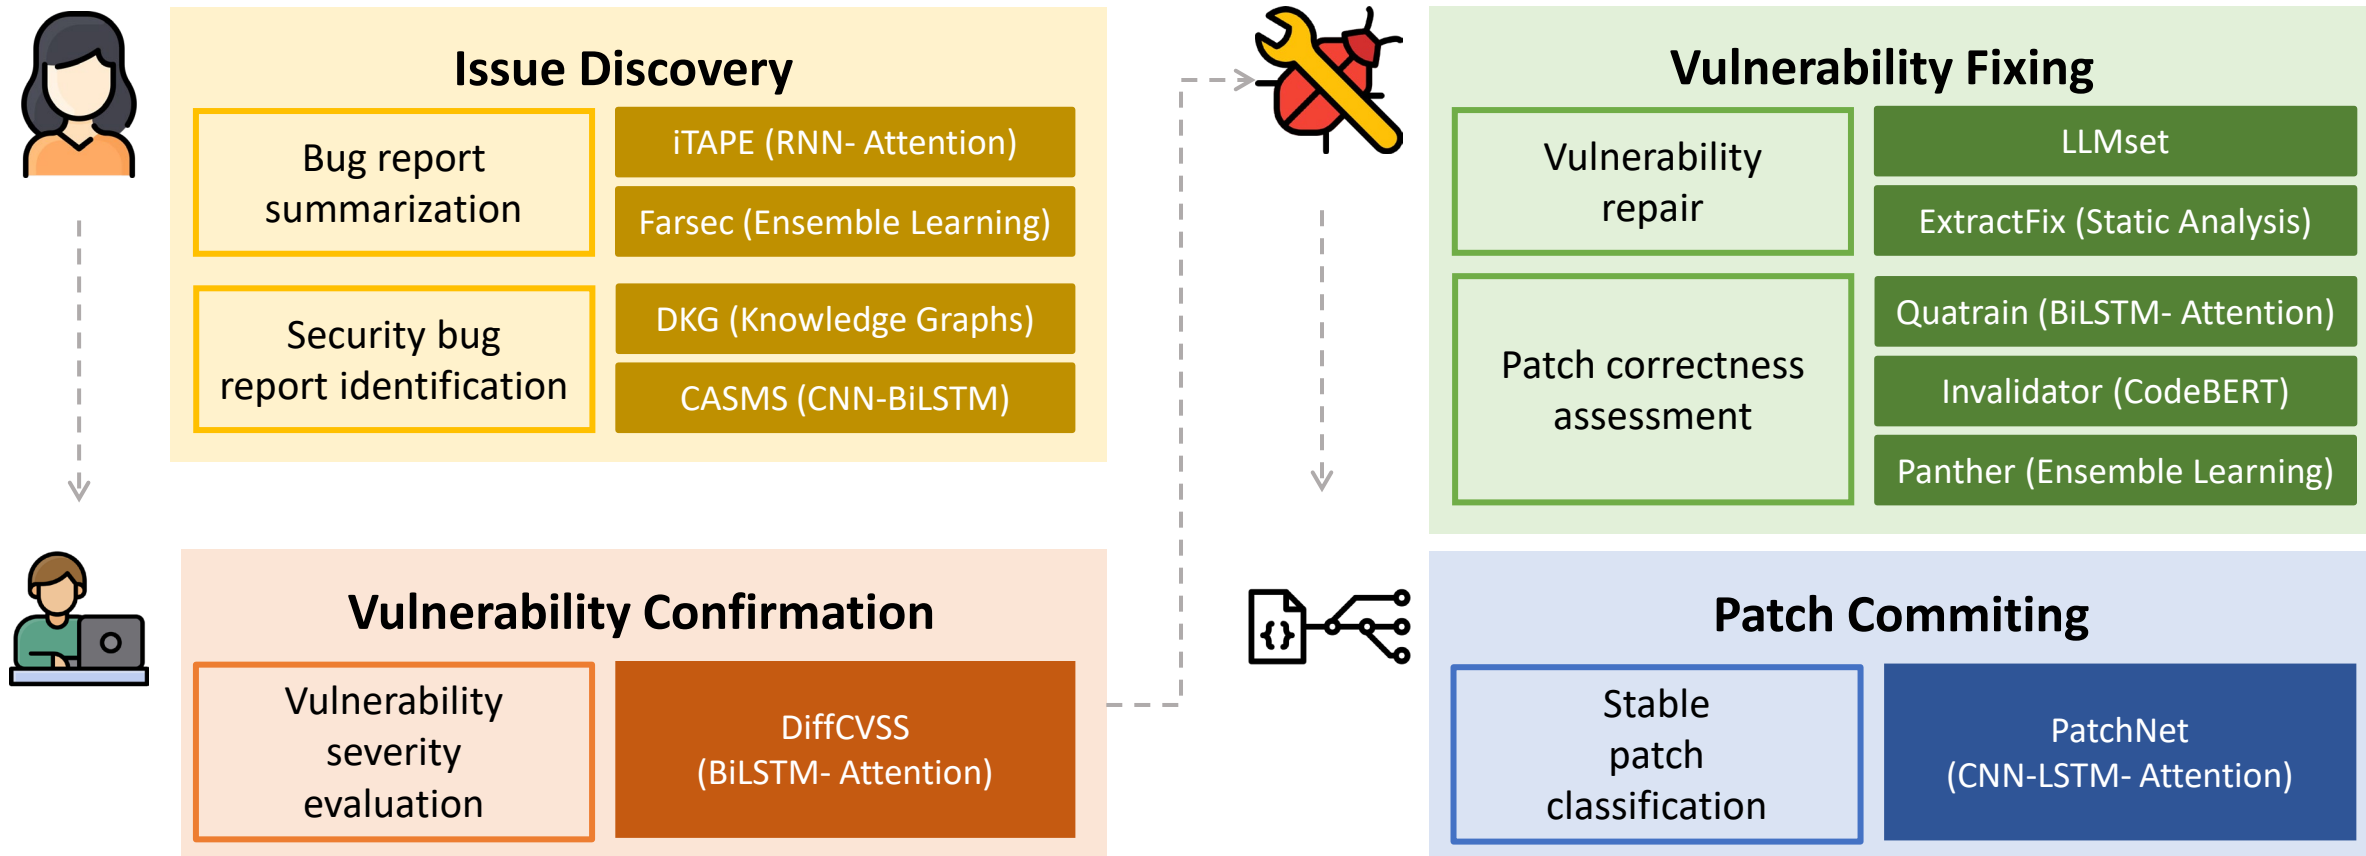 Issue Discovery
Bug report
summarization
iTAPE (RNN- Attention)
Farsec (Ensemble Learning)
Security bug
report identification
DKG (Knowledge Graphs)
CASMS (CNN-BiLSTM)
Vulnerability Confirmation
Vulnerability
severity
evaluation
DiffCVSS
(BiLSTM- Attention)
Vulnerability Fixing
Vulnerability
repair
LLMset
ExtractFix (Static Analysis)
Patch correctness
assessment
Quatrain (BiLSTM- Attention)
Invalidator (CodeBERT)
Panther (Ensemble Learning)
Patch Commiting
Stable
patch
classification
PatchNet
(CNN-LSTM- Attention)